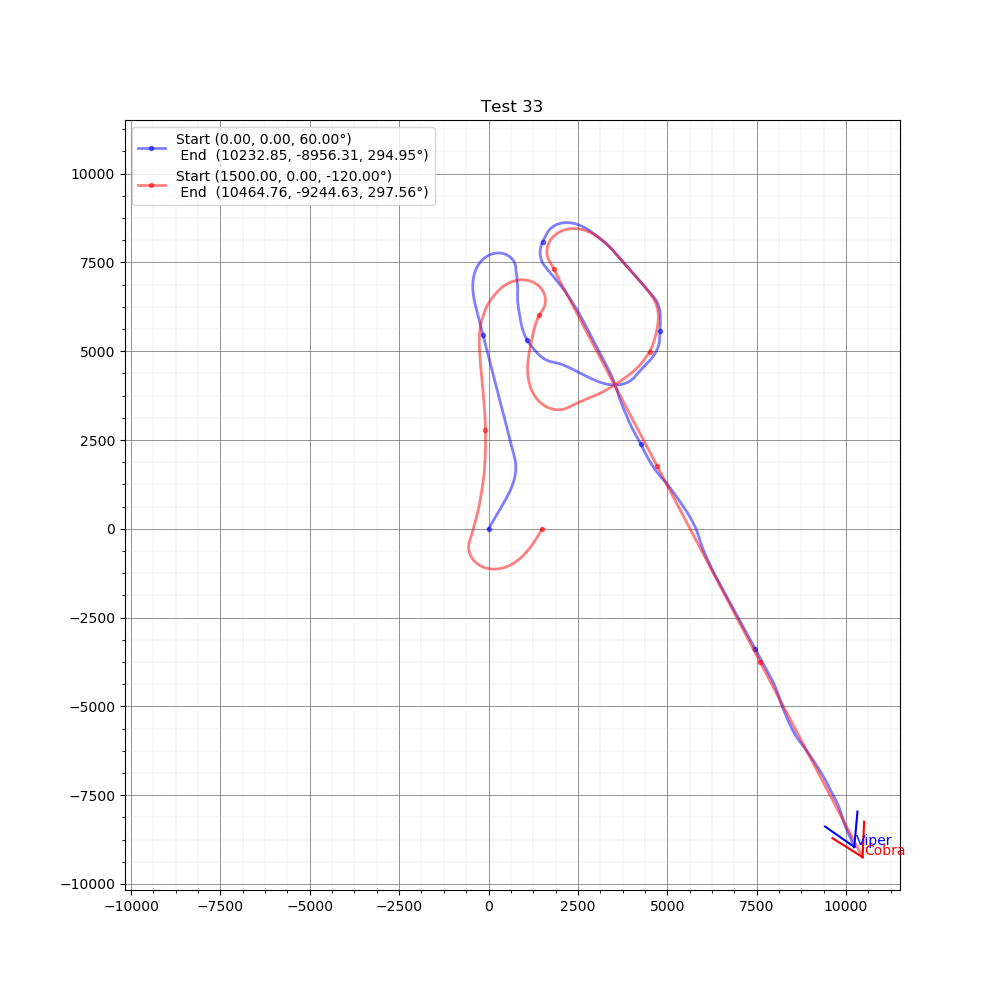 Test 33
Start (0.00, 0.00, 60.00°)
End (10232.85, -8956.31, 294.95°)
Start (1500.00, 0.00, -120.00°)
End (10464.76, -9244.63, 297.56°)
10000
7500
5000
2500
0
−2500
−5000
−7500
−10000
Viper
Cobra
−10000 −7500 −5000 −2500 0 2500 5000 7500 10000